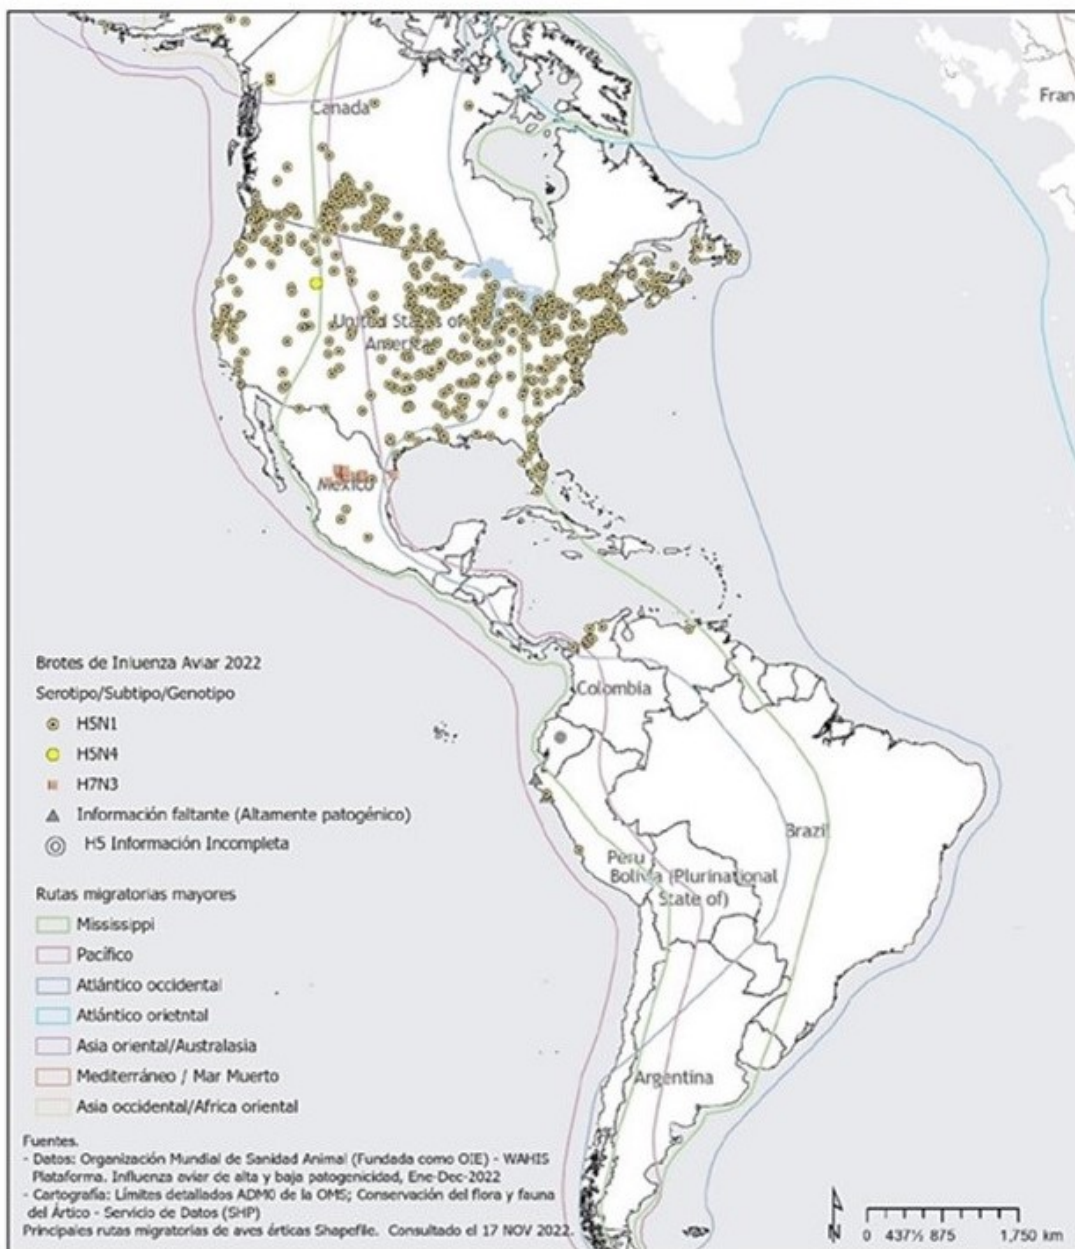 Canada
Fran
United States of
America
Mexico
Colombia
Brazil
Peru
Bolivia (Plurinational
State of)
Argentina
Brotes de Inluenza Aviar 2022
Serotipo/Subtipo/Genotipo
H5N1
H5N4
H7N3
Información faltante (Altamente patogénico)
H5 Información Incompleta
Rutas migratorias mayores
Mississippi
Pacífico
Atlántico occidental
Atlántico orietntal
Asia oriental/Australasia
Mediterráneo / Mar Muerto
Asia occidental/Africa oriental
Fuentes.
- Datos: Organización Mundial de Sanidad Animal (Fundada como OIE) - WAHIS
Plataforma. Influenza aviar de alta y baja patogenicidad, Ene-Dec-2022
- Cartografía: Límites detallados ADM0 de la OMS; Conservación del flora y fauna
del Ártico - Servicio de Datos (SHP)
Principales rutas migratorias de aves érticas Shapefile. Consultado el 17 NOV 2022.
N
0 437½ 875 1,750 km